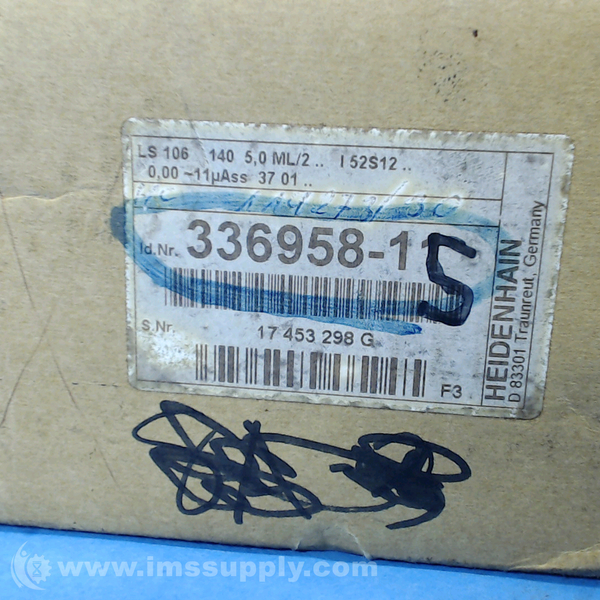 LS 106 140 5,0 ML/2 .. I 52S12 ..
0,00 ~11µAss 37 01 ..
Id.Nr. 336958-1
S
S.Nr. 17 453 298 G
F3
HEIDENHAIN
D 83301 Traunreut, Germany
www.imssupply.com